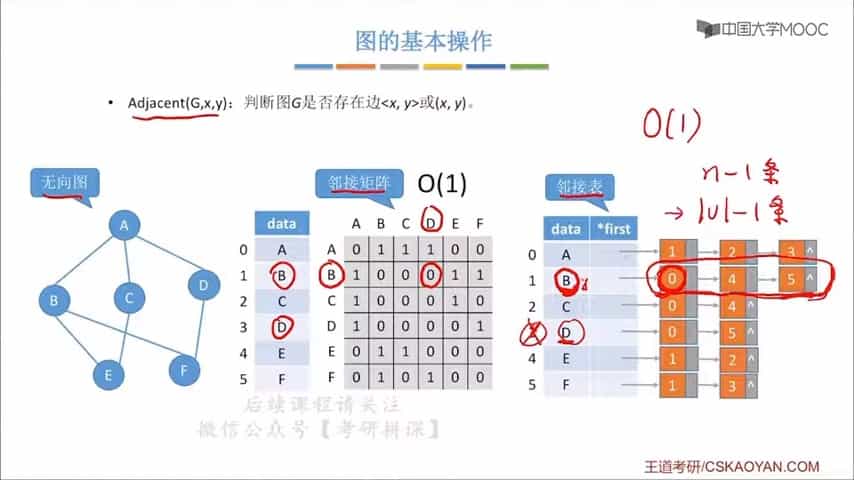 图的基本操作
中国大学MOOC
• Adjacent(G,x,y)：判断图G是否存在边<x, y>或(x, y)。
O(1)
n-1条
→ |V|-1条
无向图
邻接矩阵
O(1)
邻接表
A
B
C
D
E
F
data
0 A
1 B
2 C
3 D
4 E
5 F
A B C D E F
A 0 1 1 1 0 0
B 1 0 0 0 1 1
C 1 0 0 0 1 0
D 1 0 0 0 0 1
E 0 1 1 0 0 0
F 0 1 0 1 0 0
data *first
0 A 1 2 3 ^
1 B 0 4 5 ^
2 C 0 4 ^
D 0 5 ^
4 E 1 2 ^
5 F 1 3 ^
后续课程请关注
微信公众号【考研拼课】
王道考研/CSKAOYAN.COM